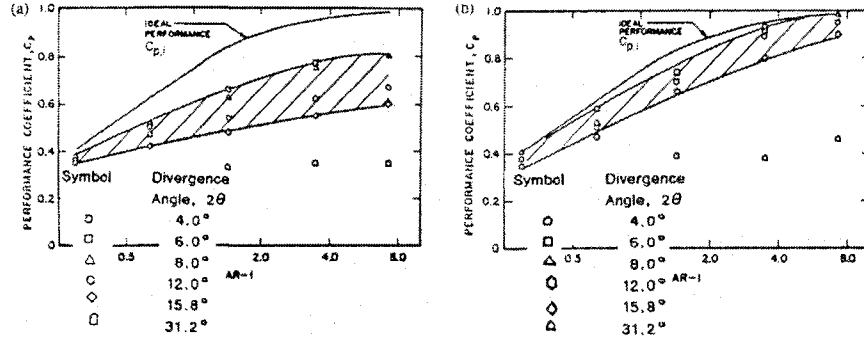 (a)
PERFORMANCE COEFFICIENT, Cp
1.0
0.8
0.6
0.4
0.2
0
IDEAL
PERFORMANCE
Cp,i
Symbol Divergence
Angle, 2θ
4.0°
6.0°
8.0°
12.0°
15.8°
31.2°
0.5 2.0 4.0 8.0
AR-1
(b)
PERFORMANCE COEFFICIENT, Cp
1.0
0.8
0.6
0.4
0.2
0
IDEAL
PERFORMANCE
Cp,i
Symbol Divergence
Angle, 2θ
4.0°
6.0°
8.0°
12.0°
15.8°
31.2°
0.5 2.0 4.0 8.0
AR-1